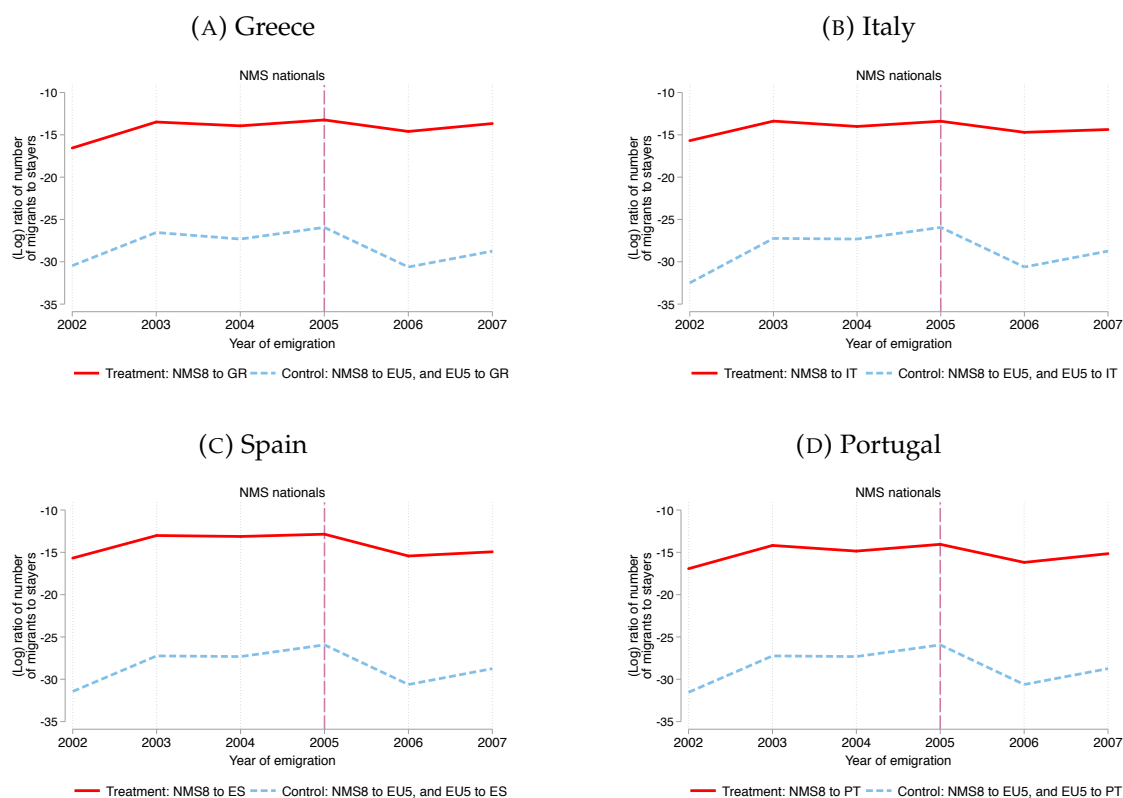 (A) Greece
NMS nationals
(Log) ratio of number
of migrants to stayers
-10
-15
-20
-25
-30
-35
2002 2003 2004 2005 2006 2007
Year of emigration
Treatment: NMS8 to GR Control: NMS8 to EU5, and EU5 to GR
(B) Italy
NMS nationals
(Log) ratio of number
of migrants to stayers
-10
-15
-20
-25
-30
-35
2002 2003 2004 2005 2006 2007
Year of emigration
Treatment: NMS8 to IT Control: NMS8 to EU5, and EU5 to IT
(C) Spain
NMS nationals
(Log) ratio of number
of migrants to stayers
-10
-15
-20
-25
-30
-35
2002 2003 2004 2005 2006 2007
Year of emigration
Treatment: NMS8 to ES Control: NMS8 to EU5, and EU5 to ES
(D) Portugal
NMS nationals
(Log) ratio of number
of migrants to stayers
-10
-15
-20
-25
-30
-35
2002 2003 2004 2005 2006 2007
Year of emigration
Treatment: NMS8 to PT Control: NMS8 to EU5, and EU5 to PT